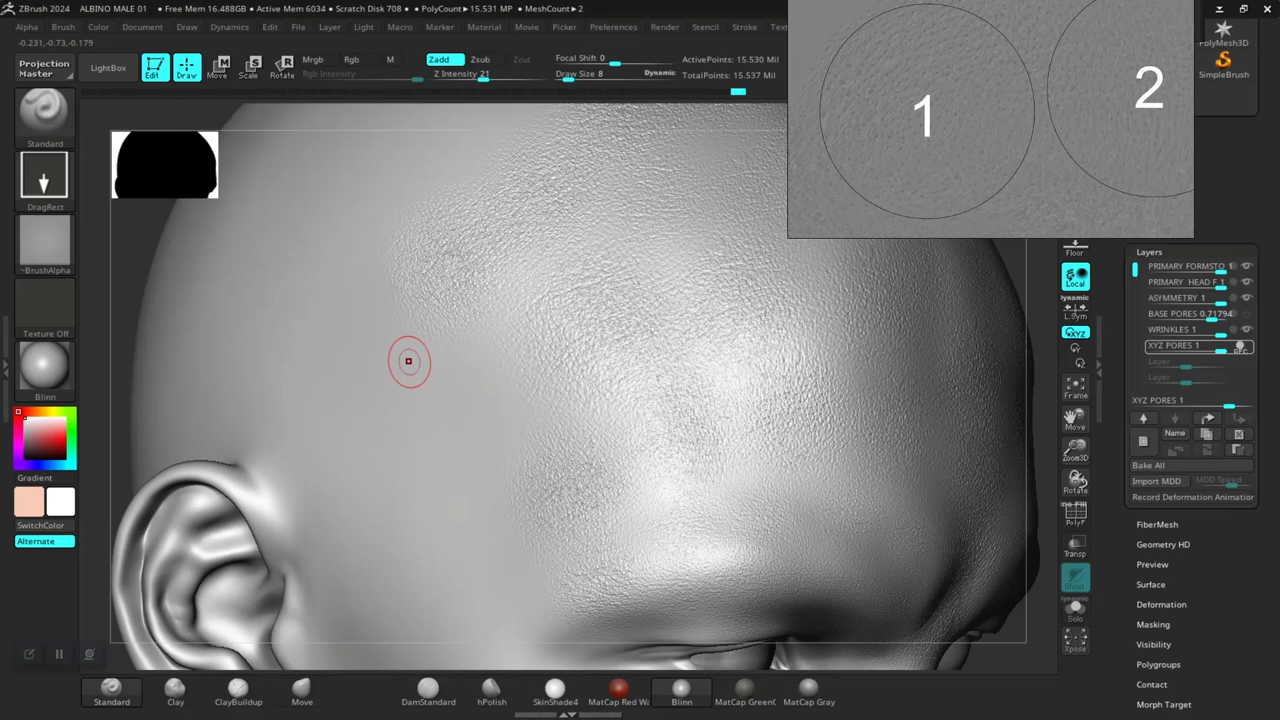 ZBrush 2024 ALBINO MALE 01 • Free Mem 16.488GB • Active Mem 6034 • Scratch Disk 708 • PolyCount▸15.531 MP • MeshCount▸2
Alpha Brush Color Document Draw Dynamics Edit File Layer Light Macro Marker Material Movie Picker Preferences Render Stencil Stroke
-0.231,-0.73,-0.179
Projection
Master
LightBox
Edit
Draw
Move
Scale
Rotate
Mrgb Rgb M
Rgb Intensity
Zadd Zsub Zcut
Z Intensity 21
Focal Shift 0
Draw Size 8 Dynamic
ActivePoints: 15.530 Mil
TotalPoints: 15.537 Mil
1
2
PolyMesh3D
SimpleBrush
Standard
DragRect
~BrushAlpha
Texture Off
Blinn
Gradient
SwitchColor
Alternate
Floor
Local
Dynamic
L.Sym
XYZ
Frame
Move
Zoom3D
Rotate
PolyF
Transp
Ghost
Dynamic
Solo
Xpose
Layers
PRIMARY FORMSTO 1
PRIMARY HEAD F 1
ASYMMETRY 1
BASE PORES 0.71794
WRINKLES 1
XYZ PORES 1 REC
Layer
Layer
XYZ PORES 1
Name
Bake All
Import MDD MDD Speed
Record Deformation Animation
FiberMesh
Geometry HD
Preview
Surface
Deformation
Masking
Visibility
Polygroups
Contact
Morph Target
Standard Clay ClayBuildup Move DamStandard hPolish SkinShade4 MatCap Red Wa Blinn MatCap GreenC MatCap Gray